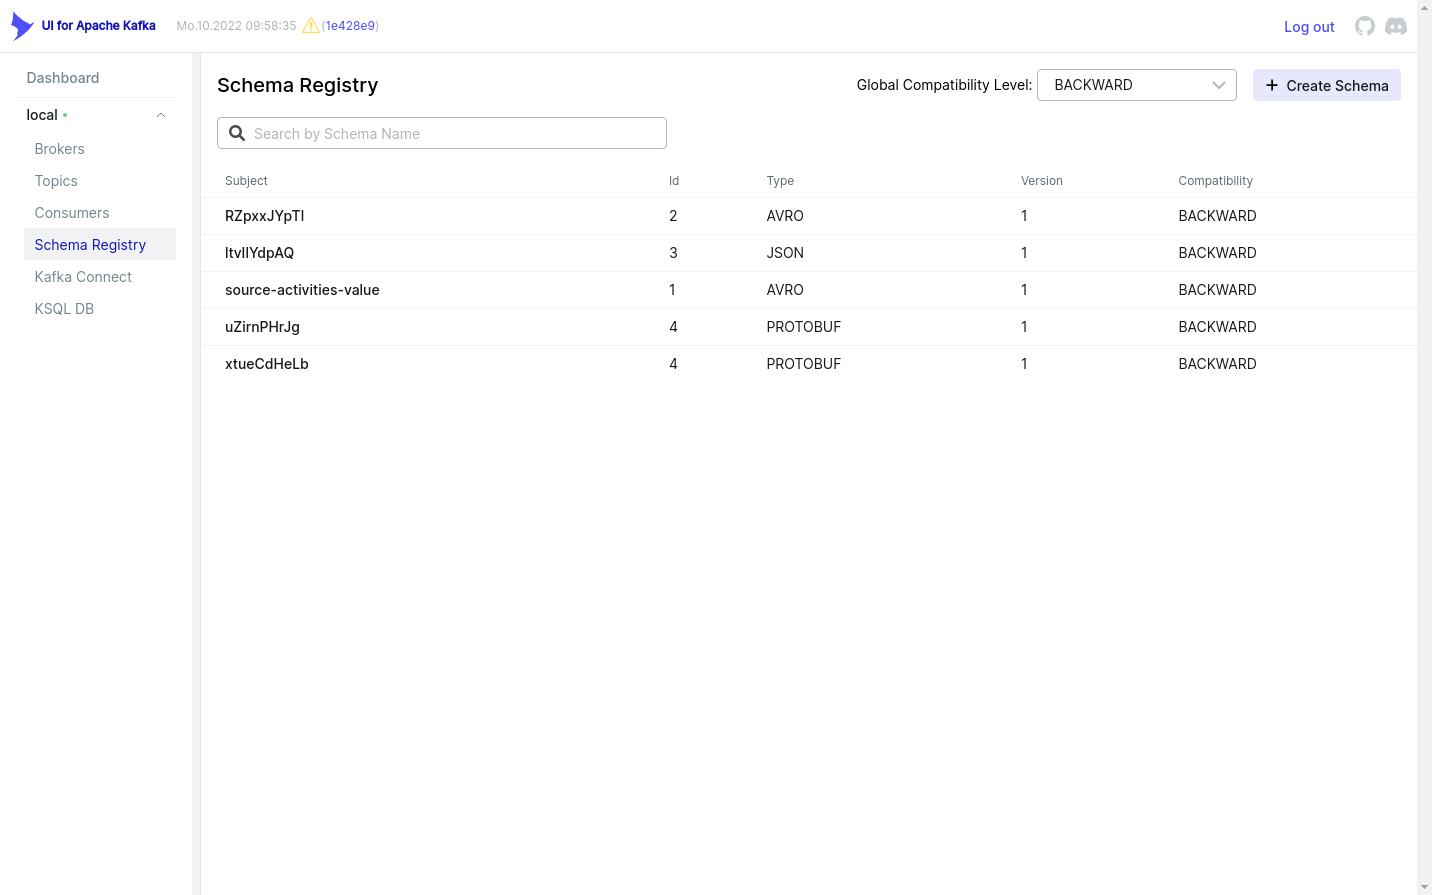 UI for Apache Kafka Mo.10.2022 09:58:35 (1e428e9) Log out
Dashboard
local
Brokers
Topics
Consumers
Schema Registry
Kafka Connect
KSQL DB
Schema Registry Global Compatibility Level: BACKWARD Create Schema
Search by Schema Name
Subject Id Type Version Compatibility
RZpxxJYpTI 2 AVRO 1 BACKWARD
3 JSON 1 BACKWARD
source-activities-value 1 AVRO 1 BACKWARD
uZirnPHrJg 4 PROTOBUF 1 BACKWARD
xtueCdHeLb 4 PROTOBUF 1 BACKWARD